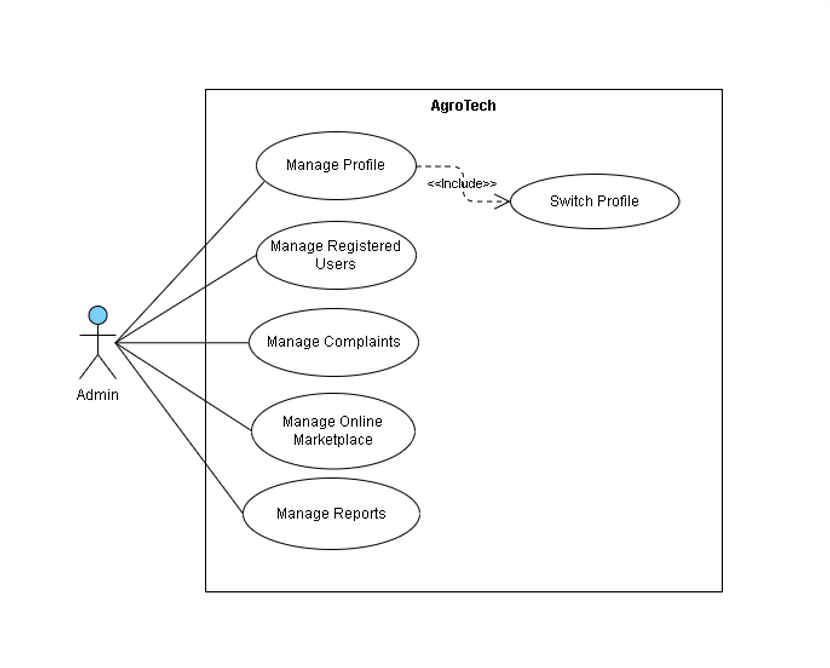 AgroTech
Manage Profile
<<Include>>
Switch Profile
Manage Registered
Users
Manage Complaints
Admin
Manage Online
Marketplace
Manage Reports